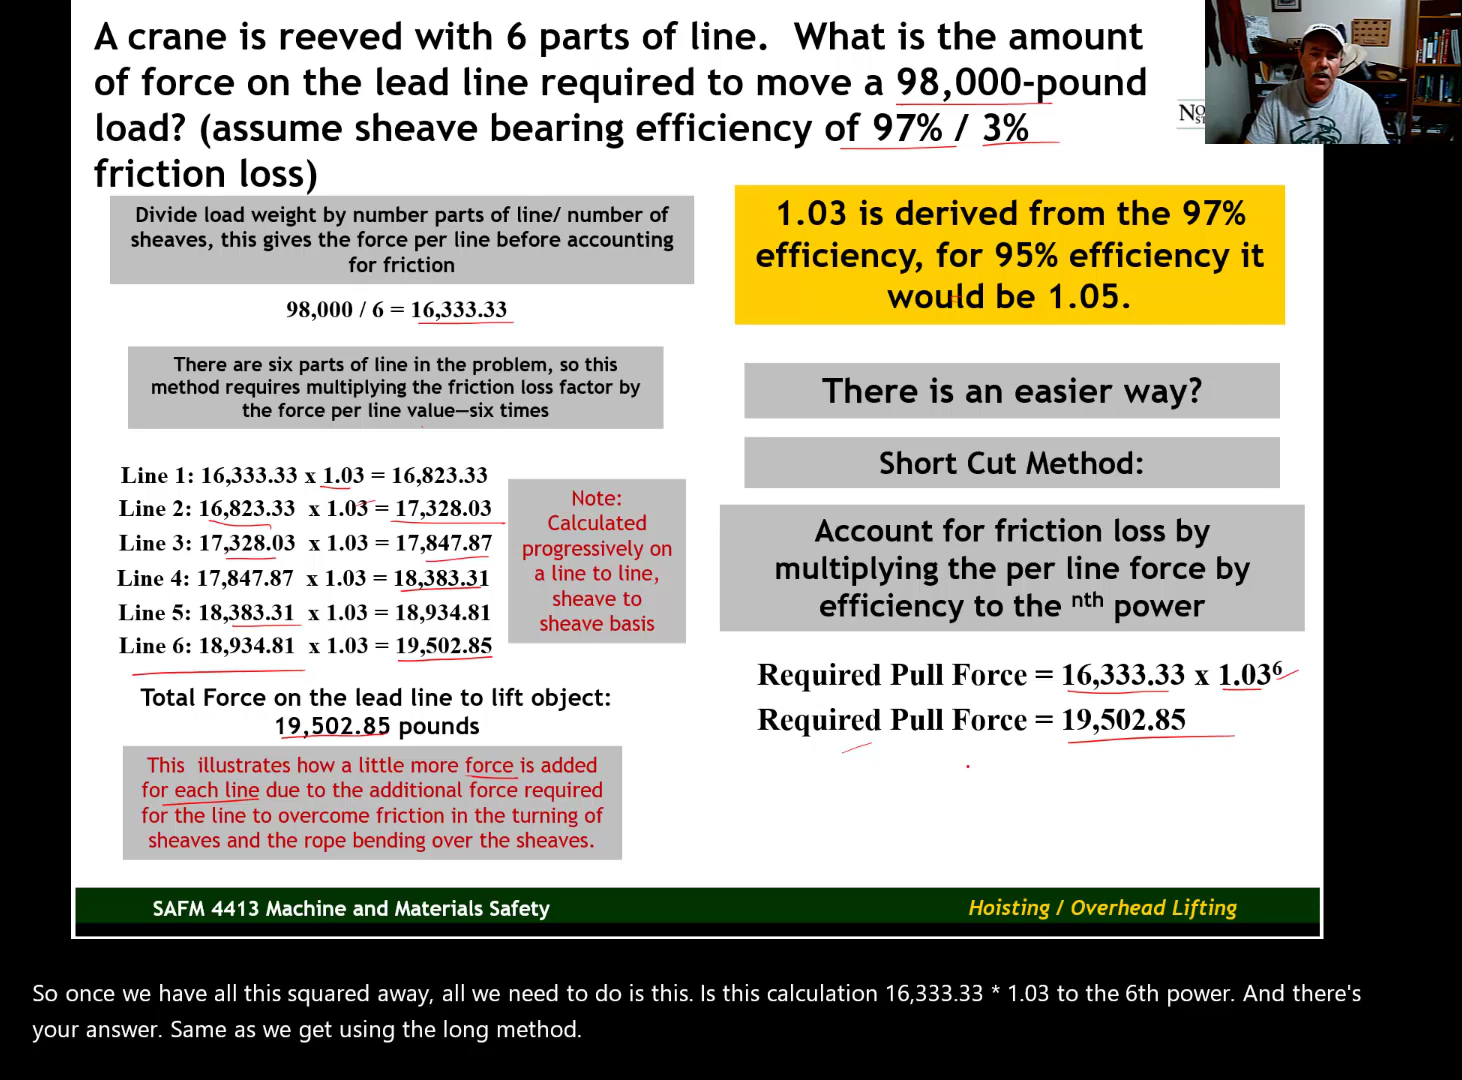 A crane is reeved with 6 parts of line. What is the amount
of force on the lead line required to move a 98,000-pound
load? (assume sheave bearing efficiency of 97% / 3%
friction loss)
Divide load weight by number parts of line/ number of
sheaves, this gives the force per line before accounting
for friction
98,000 / 6 = 16,333.33
There are six parts of line in the problem, so this
method requires multiplying the friction loss factor by
the force per line value—six times
Line 1: 16,333.33 x 1.03 = 16,823.33
Line 2: 16,823.33 x 1.03 = 17,328.03
Line 3: 17,328.03 x 1.03 = 17,847.87
Line 4: 17,847.87 x 1.03 = 18,383.31
Line 5: 18,383.31 x 1.03 = 18,934.81
Line 6: 18,934.81 x 1.03 = 19,502.85
Note:
Calculated
progressively on
a line to line,
sheave to
sheave basis
Total Force on the lead line to lift object:
19,502.85 pounds
This illustrates how a little more force is added
for each line due to the additional force required
for the line to overcome friction in the turning of
sheaves and the rope bending over the sheaves.
1.03 is derived from the 97%
efficiency, for 95% efficiency it
would be 1.05.
There is an easier way?
Short Cut Method:
Account for friction loss by
multiplying the per line force by
efficiency to the nth power
Required Pull Force = 16,333.33 x 1.03⁶
Required Pull Force = 19,502.85
SAFM 4413 Machine and Materials Safety
Hoisting / Overhead Lifting
So once we have all this squared away, all we need to do is this. Is this calculation 16,333.33 * 1.03 to the 6th power. And there's
your answer. Same as we get using the long method.